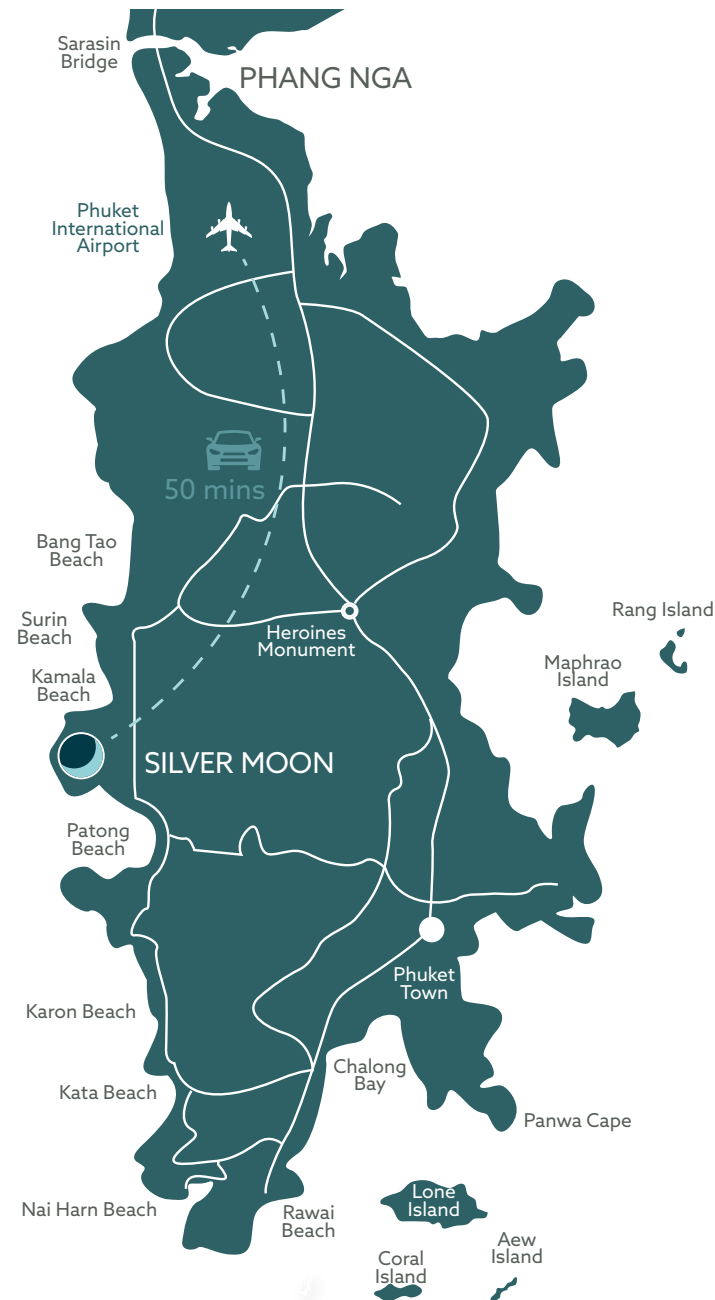 Sarasin
Bridge
PHANG NGA
Phuket
International
Airport
50 mins
Bang Tao
Beach
Surin
Beach
Heroines
Monument
Rang Island
Maphrao
Island
Kamala
Beach
SILVER MOON
Patong
Beach
Phuket
Town
Karon Beach
Chalong
Bay
Kata Beach
Panwa Cape
Nai Harn Beach
Rawai
Beach
Lone
Island
Aew
Island
Coral
Island